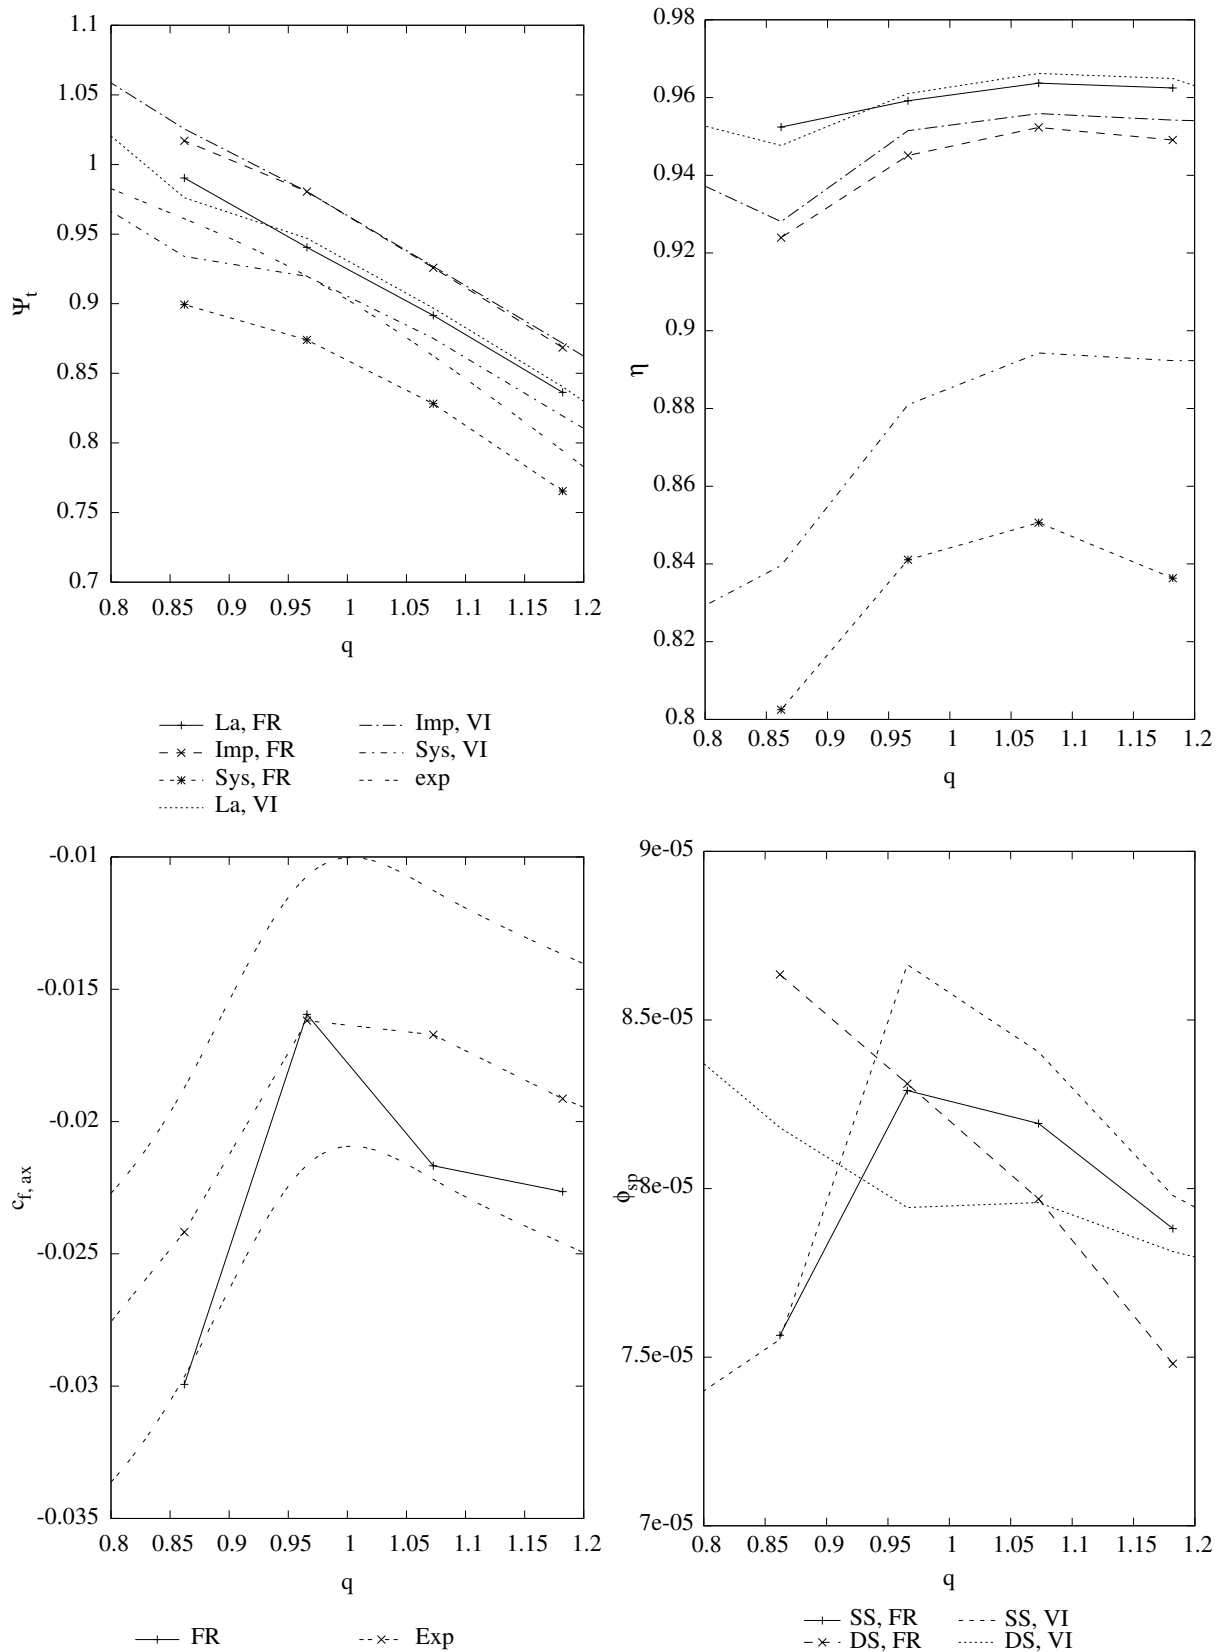 1.1
1.05
1
0.95
0.9
0.85
0.8
0.75
0.7
Ψt
0.8 0.85 0.9 0.95 1 1.05 1.1 1.15 1.2
q
La, FR
Imp, FR
Sys, FR
La, VI
Imp, VI
Sys, VI
exp
0.98
0.96
0.94
0.92
0.9
0.88
0.86
0.84
0.82
0.8
η
0.8 0.85 0.9 0.95 1 1.05 1.1 1.15 1.2
q
-0.01
-0.015
-0.02
-0.025
-0.03
-0.035
cf, ax
0.8 0.85 0.9 0.95 1 1.05 1.1 1.15 1.2
q
FR
Exp
9e-05
8.5e-05
8e-05
7.5e-05
7e-05
ϕsp
0.8 0.85 0.9 0.95 1 1.05 1.1 1.15 1.2
q
SS, FR
DS, FR
SS, VI
DS, VI